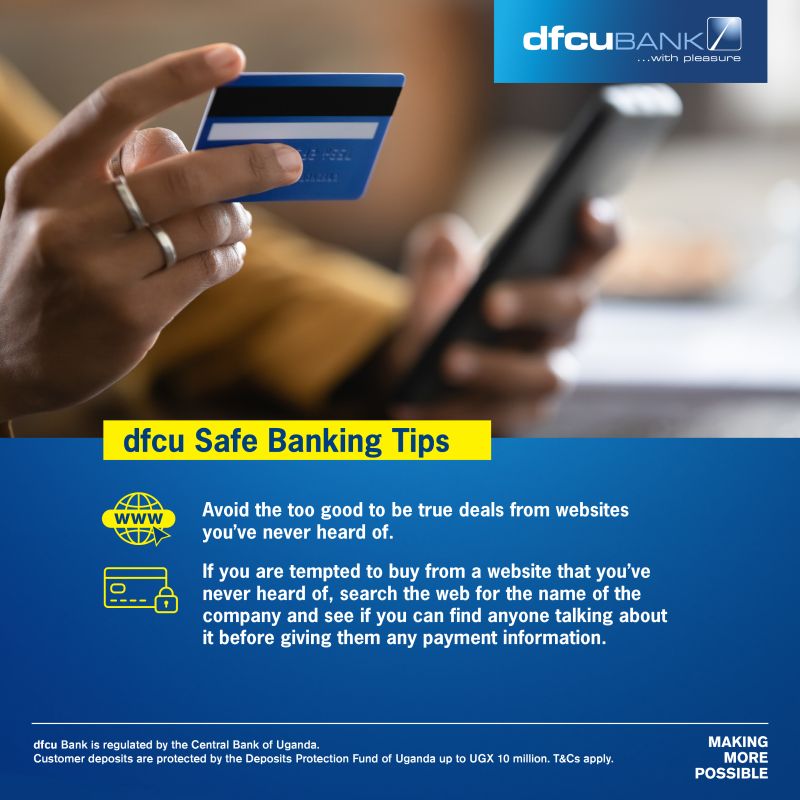 dfcu BANK
...with pleasure
dfcu Safe Banking Tips
www
Avoid the too good to be true deals from websites
you've never heard of.
If you are tempted to buy from a website that you've
never heard of, search the web for the name of the
company and see if you can find anyone talking about
it before giving them any payment information.
dfcu Bank is regulated by the Central Bank of Uganda.
Customer deposits are protected by the Deposits Protection Fund of Uganda up to UGX 10 million. T&Cs apply.
MAKING
MORE
POSSIBLE